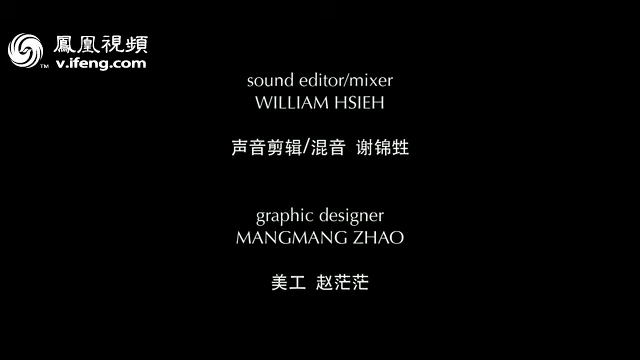 鳳凰視頻
v.ifeng.com
TM
sound editor/mixer
WILLIAM HSIEH
声音剪辑/混音 谢锦甡
graphic designer
MANGMANG ZHAO
美工 赵茫茫